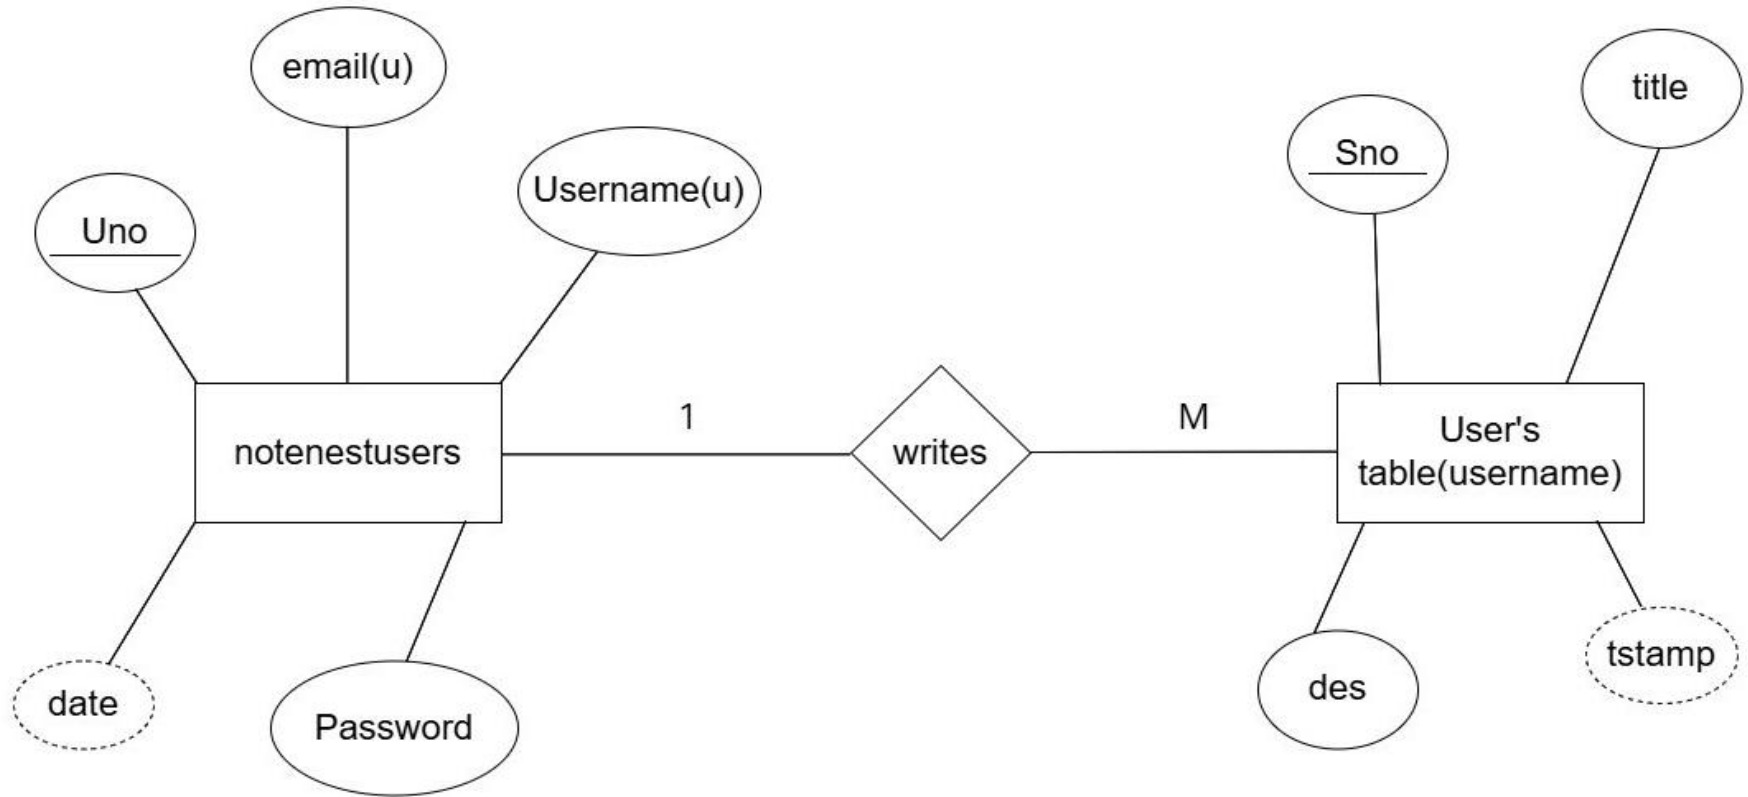 email(u)
title
Sno
Username(u)
Uno
1
M
notenestusers
writes
User's
table(username)
tstamp
des
date
Password